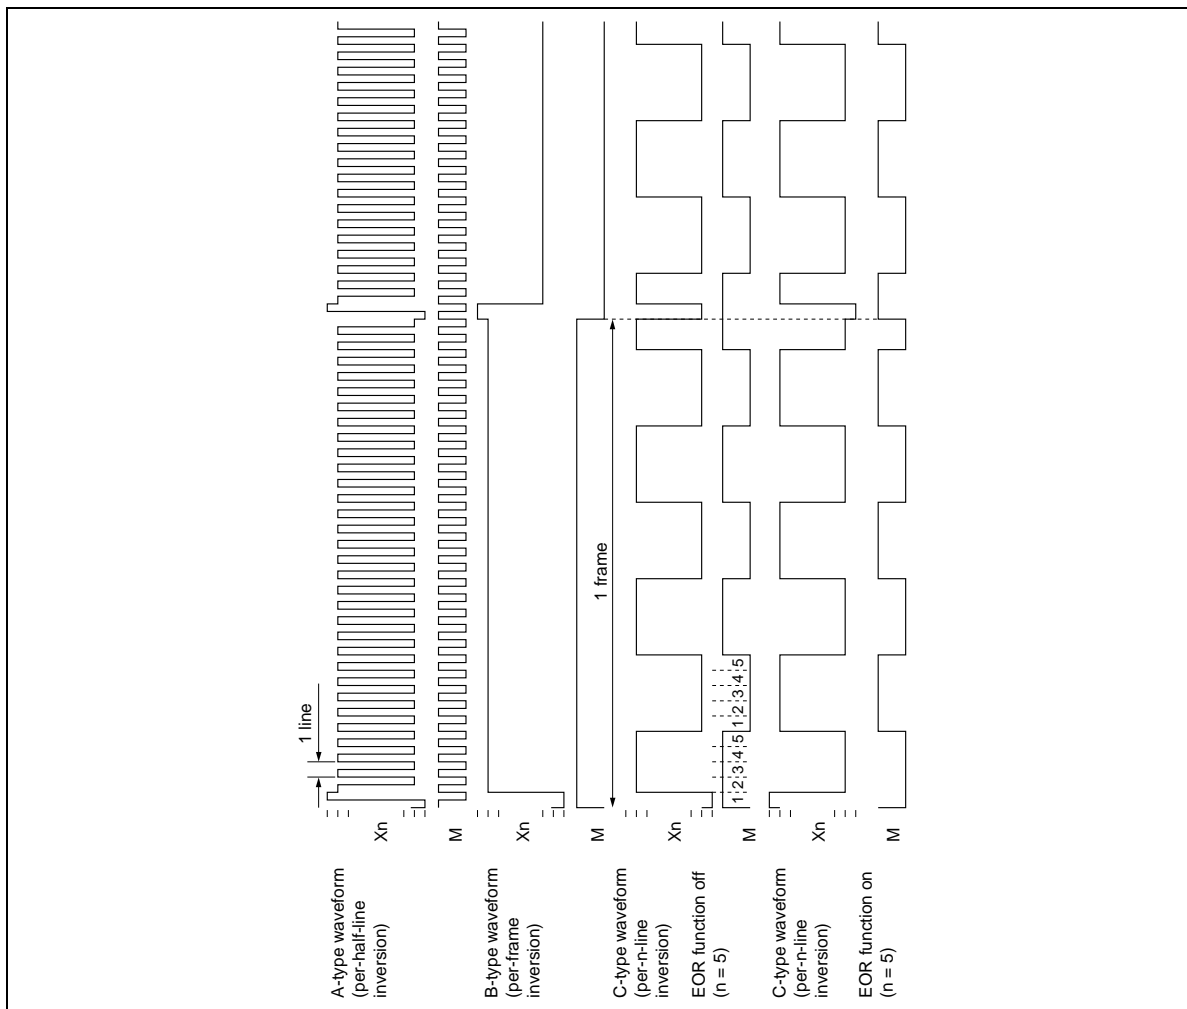 1 line
Xn
M
A-type waveform
(per-half-line
inversion)
Xn
M
B-type waveform
(per-frame
inversion)
1 frame
Xn
M
1 2 3 4 5
1 2 3 4 5
C-type waveform
(per-n-line
inversion)
EOR function off
(n = 5)
Xn
M
C-type waveform
(per-n-line
inversion)
EOR function on
(n = 5)